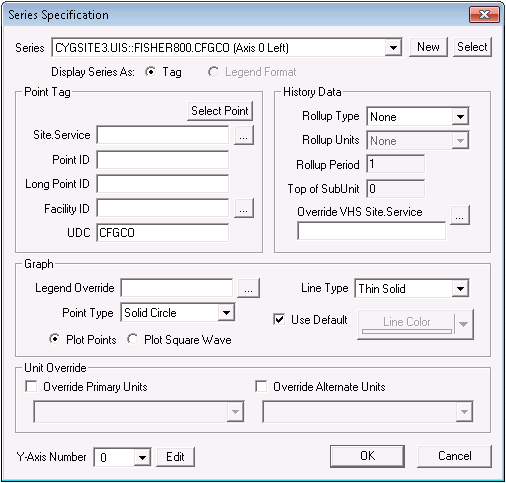 Series Specification
Series CYGSITE3.UIS::FISHER800.CFGCO (Axis 0 Left) New Select
Display Series As: Tag Legend Format
Point Tag
Select Point
Site.Service ...
Point ID
Long Point ID
Facility ID ...
UDC CFGCO
History Data
Rollup Type None
Rollup Units None
Rollup Period 1
Top of SubUnit 0
Override VHS Site.Service ...
Graph
Legend Override ... Line Type Thin Solid
Point Type Solid Circle Use Default Line Color
Plot Points Plot Square Wave
Unit Override
Override Primary Units Override Alternate Units
Y-Axis Number 0 Edit OK Cancel